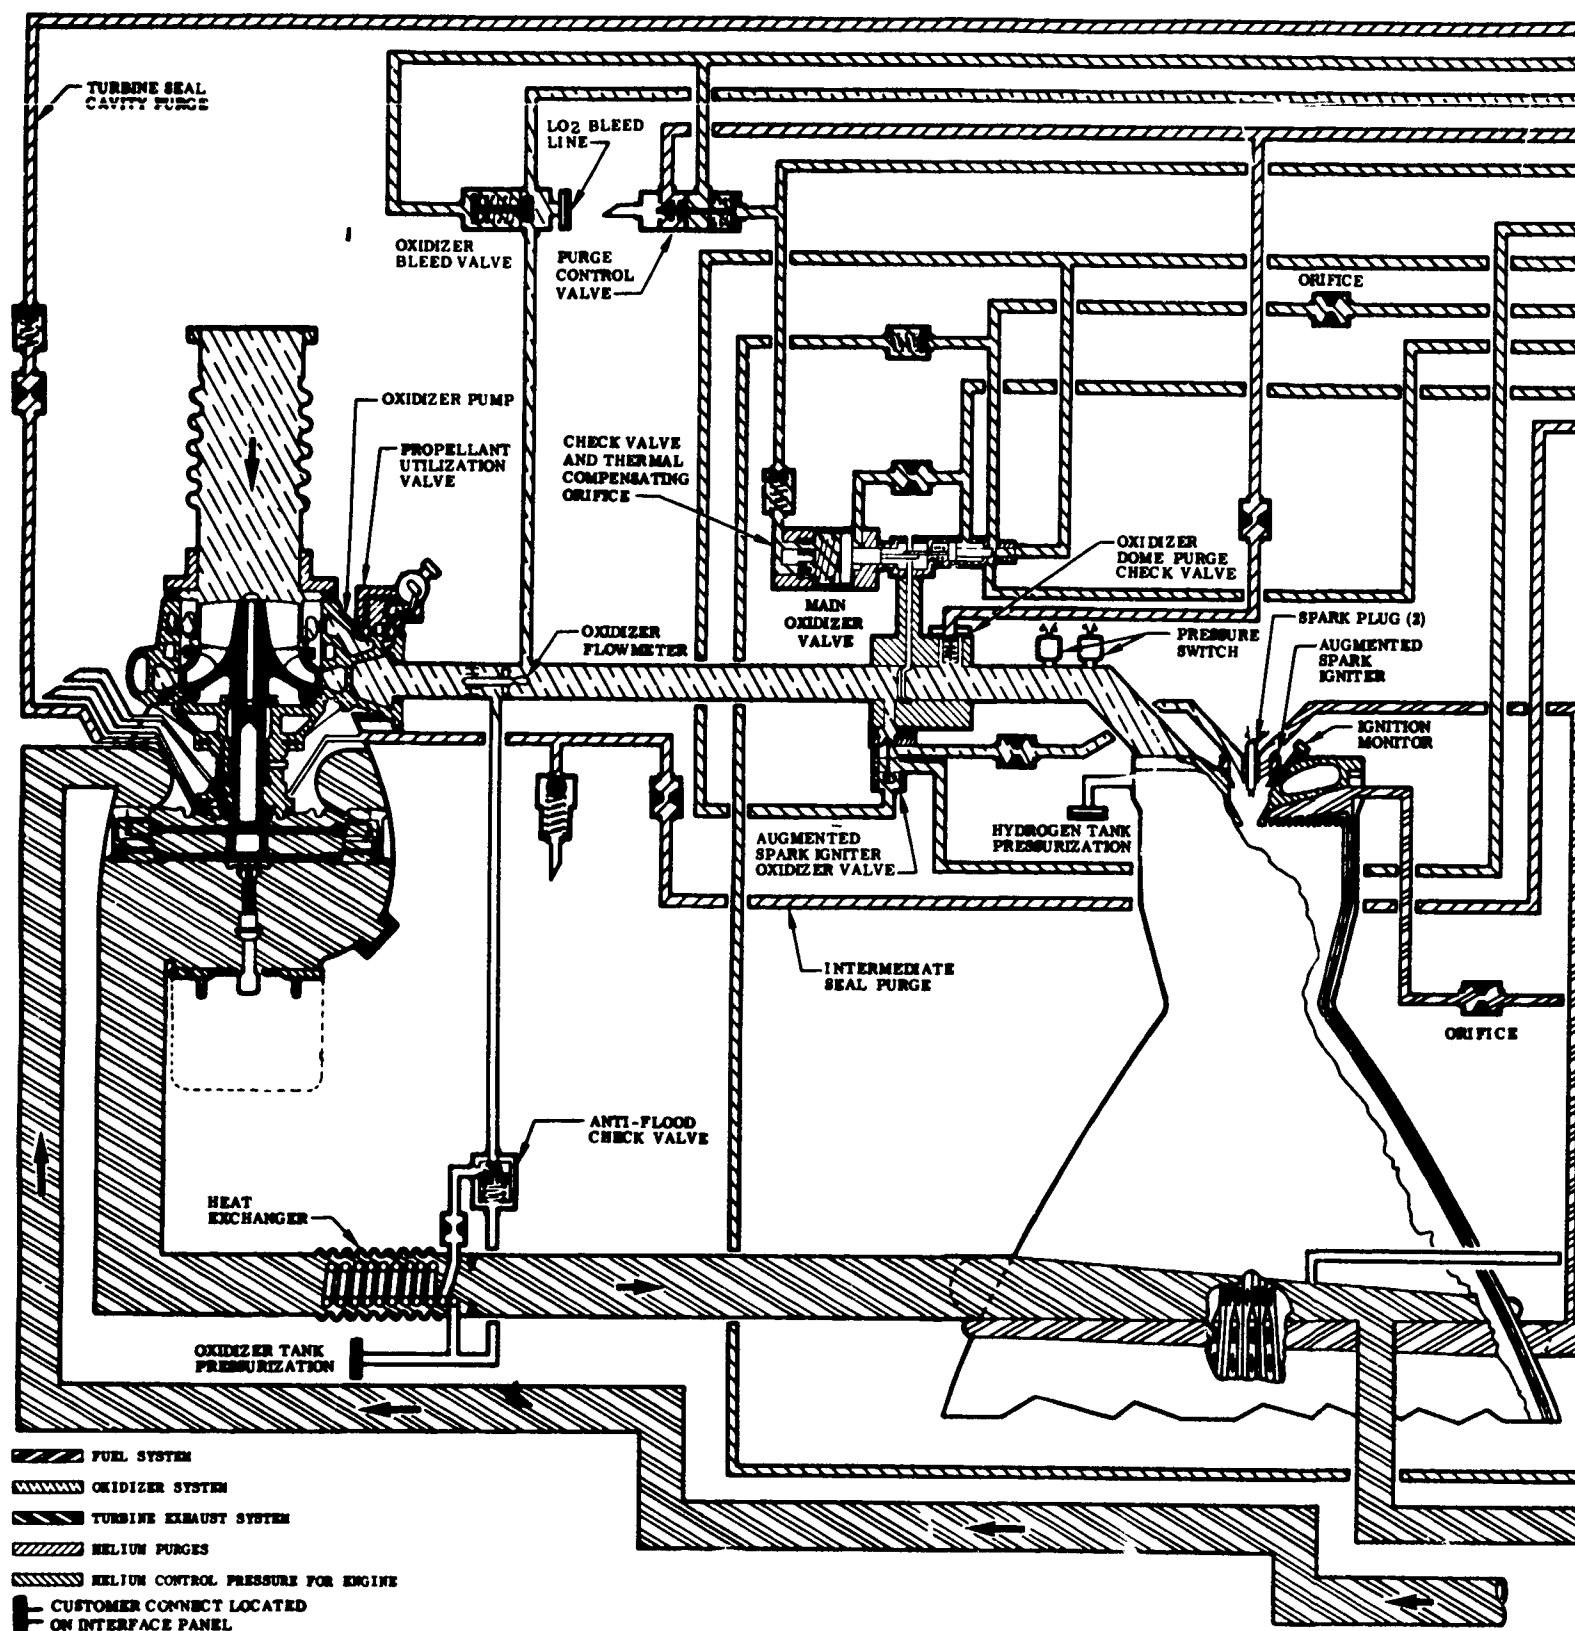 TURBINE SEAL
CAVITY PURGE
LO2 BLEED
LINE
OXIDIZER
BLEED VALVE
PURGE
CONTROL
VALVE
ORIFICE
OXIDIZER PUMP
PROPELLANT
UTILIZATION
VALVE
CHECK VALVE
AND THERMAL
COMPENSATING
ORIFICE
OXIDIZER
DOME PURGE
CHECK VALVE
MAIN
OXIDIZER
VALVE
OXIDIZER
FLOWMETER
SPARK PLUG (2)
PRESSURE
SWITCH
AUGMENTED
SPARK
IGNITER
IGNITION
MONITOR
HYDROGEN TANK
PRESSURIZATION
AUGMENTED
SPARK IGNITER
OXIDIZER VALVE
INTERMEDIATE
SEAL PURGE
ORIFICE
ANTI-FLOOD
CHECK VALVE
HEAT
EXCHANGER
OXIDIZER TANK
PRESSURIZATION
FUEL SYSTEM
OXIDIZER SYSTEM
TURBINE EXHAUST SYSTEM
HELIUM PURGES
HELIUM CONTROL PRESSURE FOR ENGINE
CUSTOMER CONNECT LOCATED
ON INTERFACE PANEL